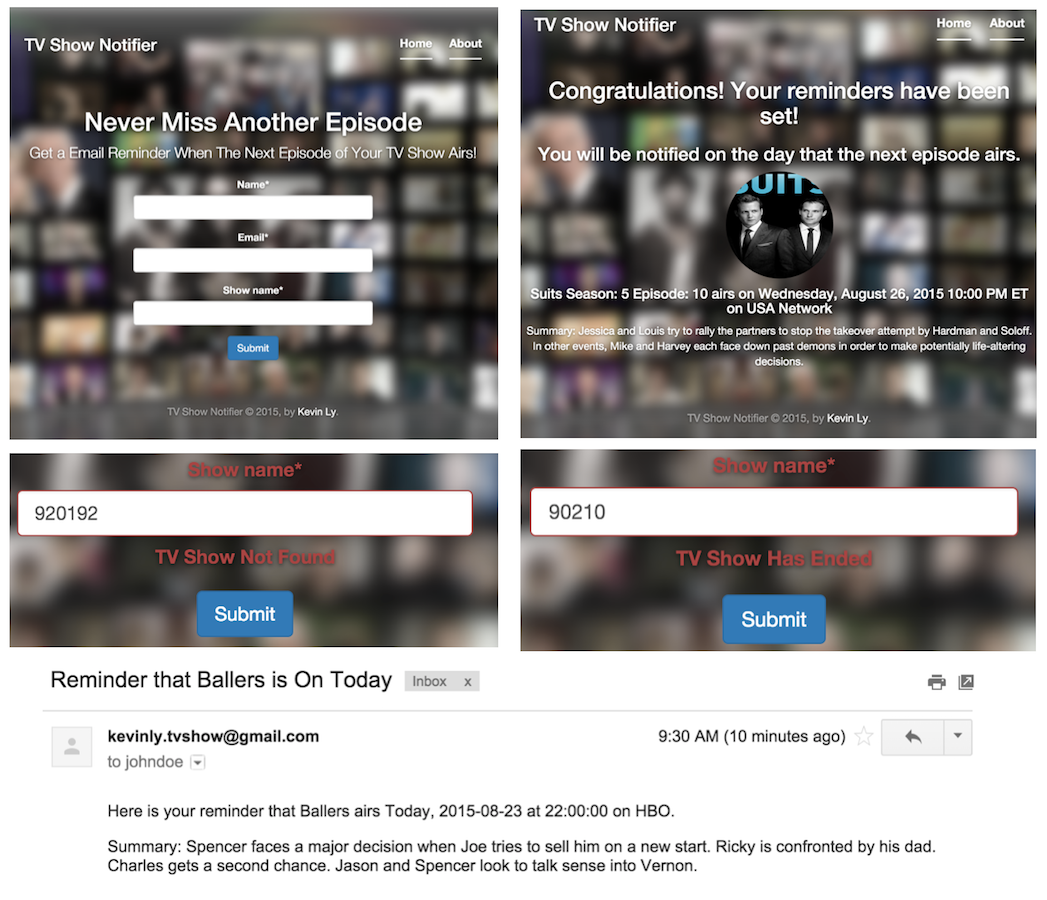 TV Show Notifier
Home About
Never Miss Another Episode
Get a Email Reminder When The Next Episode of Your TV Show Airs!
Name*
Email*
Show name*
Submit
TV Show Notifier © 2015, by Kevin Ly.
TV Show Notifier
Home About
Congratulations! Your reminders have been
set!
You will be notified on the day that the next episode airs.
SUITS
Suits Season: 5 Episode: 10 airs on Wednesday, August 26, 2015 10:00 PM ET
on USA Network
Summary: Jessica and Louis try to rally the partners to stop the takeover attempt by Hardman and Soloff.
In other events, Mike and Harvey each face down past demons in order to make potentially life-altering
decisions.
TV Show Notifier © 2015, by Kevin Ly.
Show name*
920192
TV Show Not Found
Submit
Show name*
90210
TV Show Has Ended
Submit
Reminder that Ballers is On Today Inbox x
kevinly.tvshow@gmail.com 9:30 AM (10 minutes ago)
to johndoe
Here is your reminder that Ballers airs Today, 2015-08-23 at 22:00:00 on HBO.
Summary: Spencer faces a major decision when Joe tries to sell him on a new start. Ricky is confronted by his dad.
Charles gets a second chance. Jason and Spencer look to talk sense into Vernon.